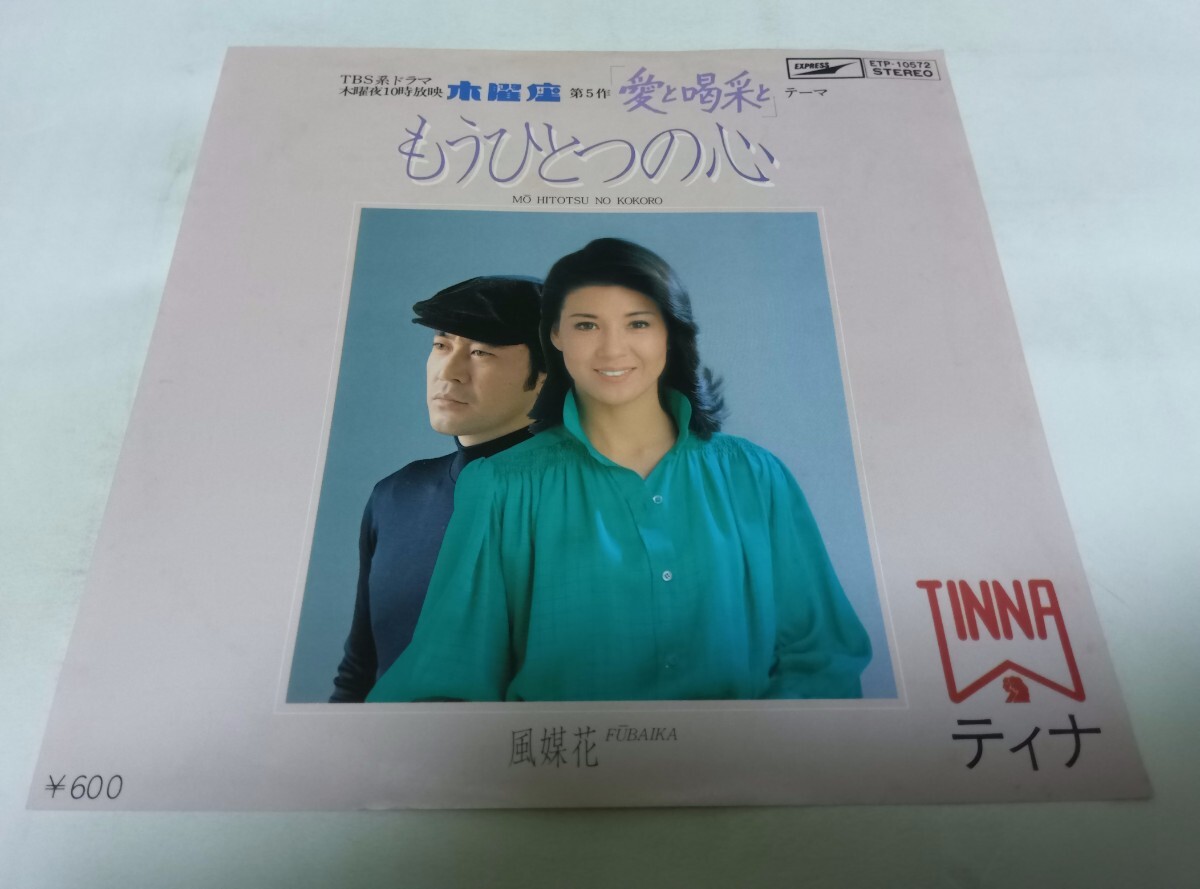 TBS系ドラマ
木曜夜10時放映 木曜座 第5作「愛と喝采と」テーマ
EXPRESS
ETP-10572
STEREO
もうひとつの心
MŌ HITOTSU NO KOKORO
TINNA
ティナ
風媒花 FŪBAIKA
¥600